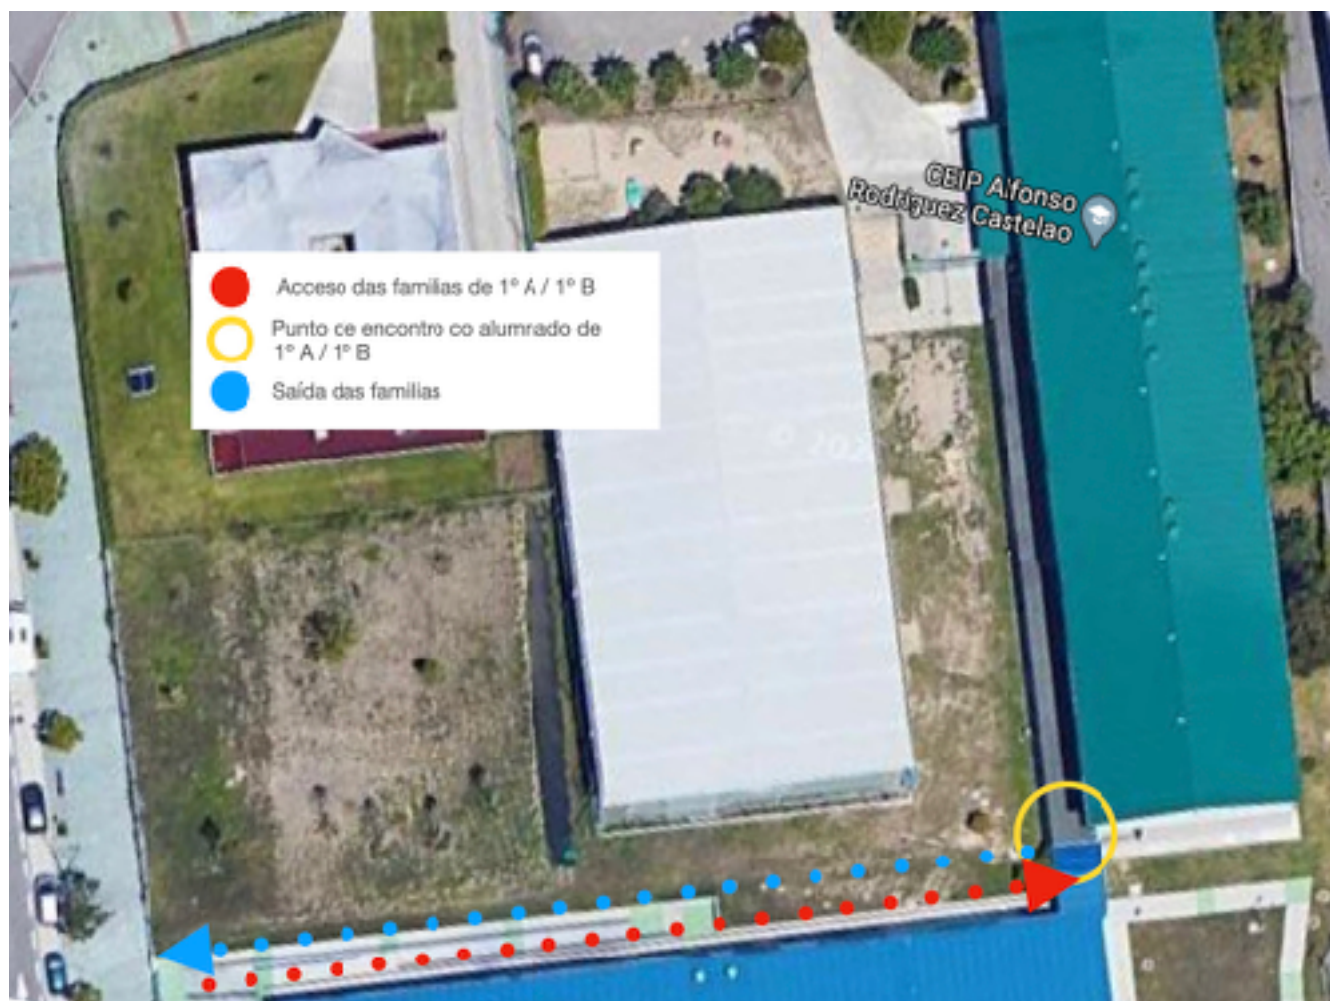 CEIP Alfonso
Rodríguez Castelao
Acceso das familias de 1º A / 1º B
Punto ce encontro co alumnado de
1º A / 1º B
Saída das familias
© 202